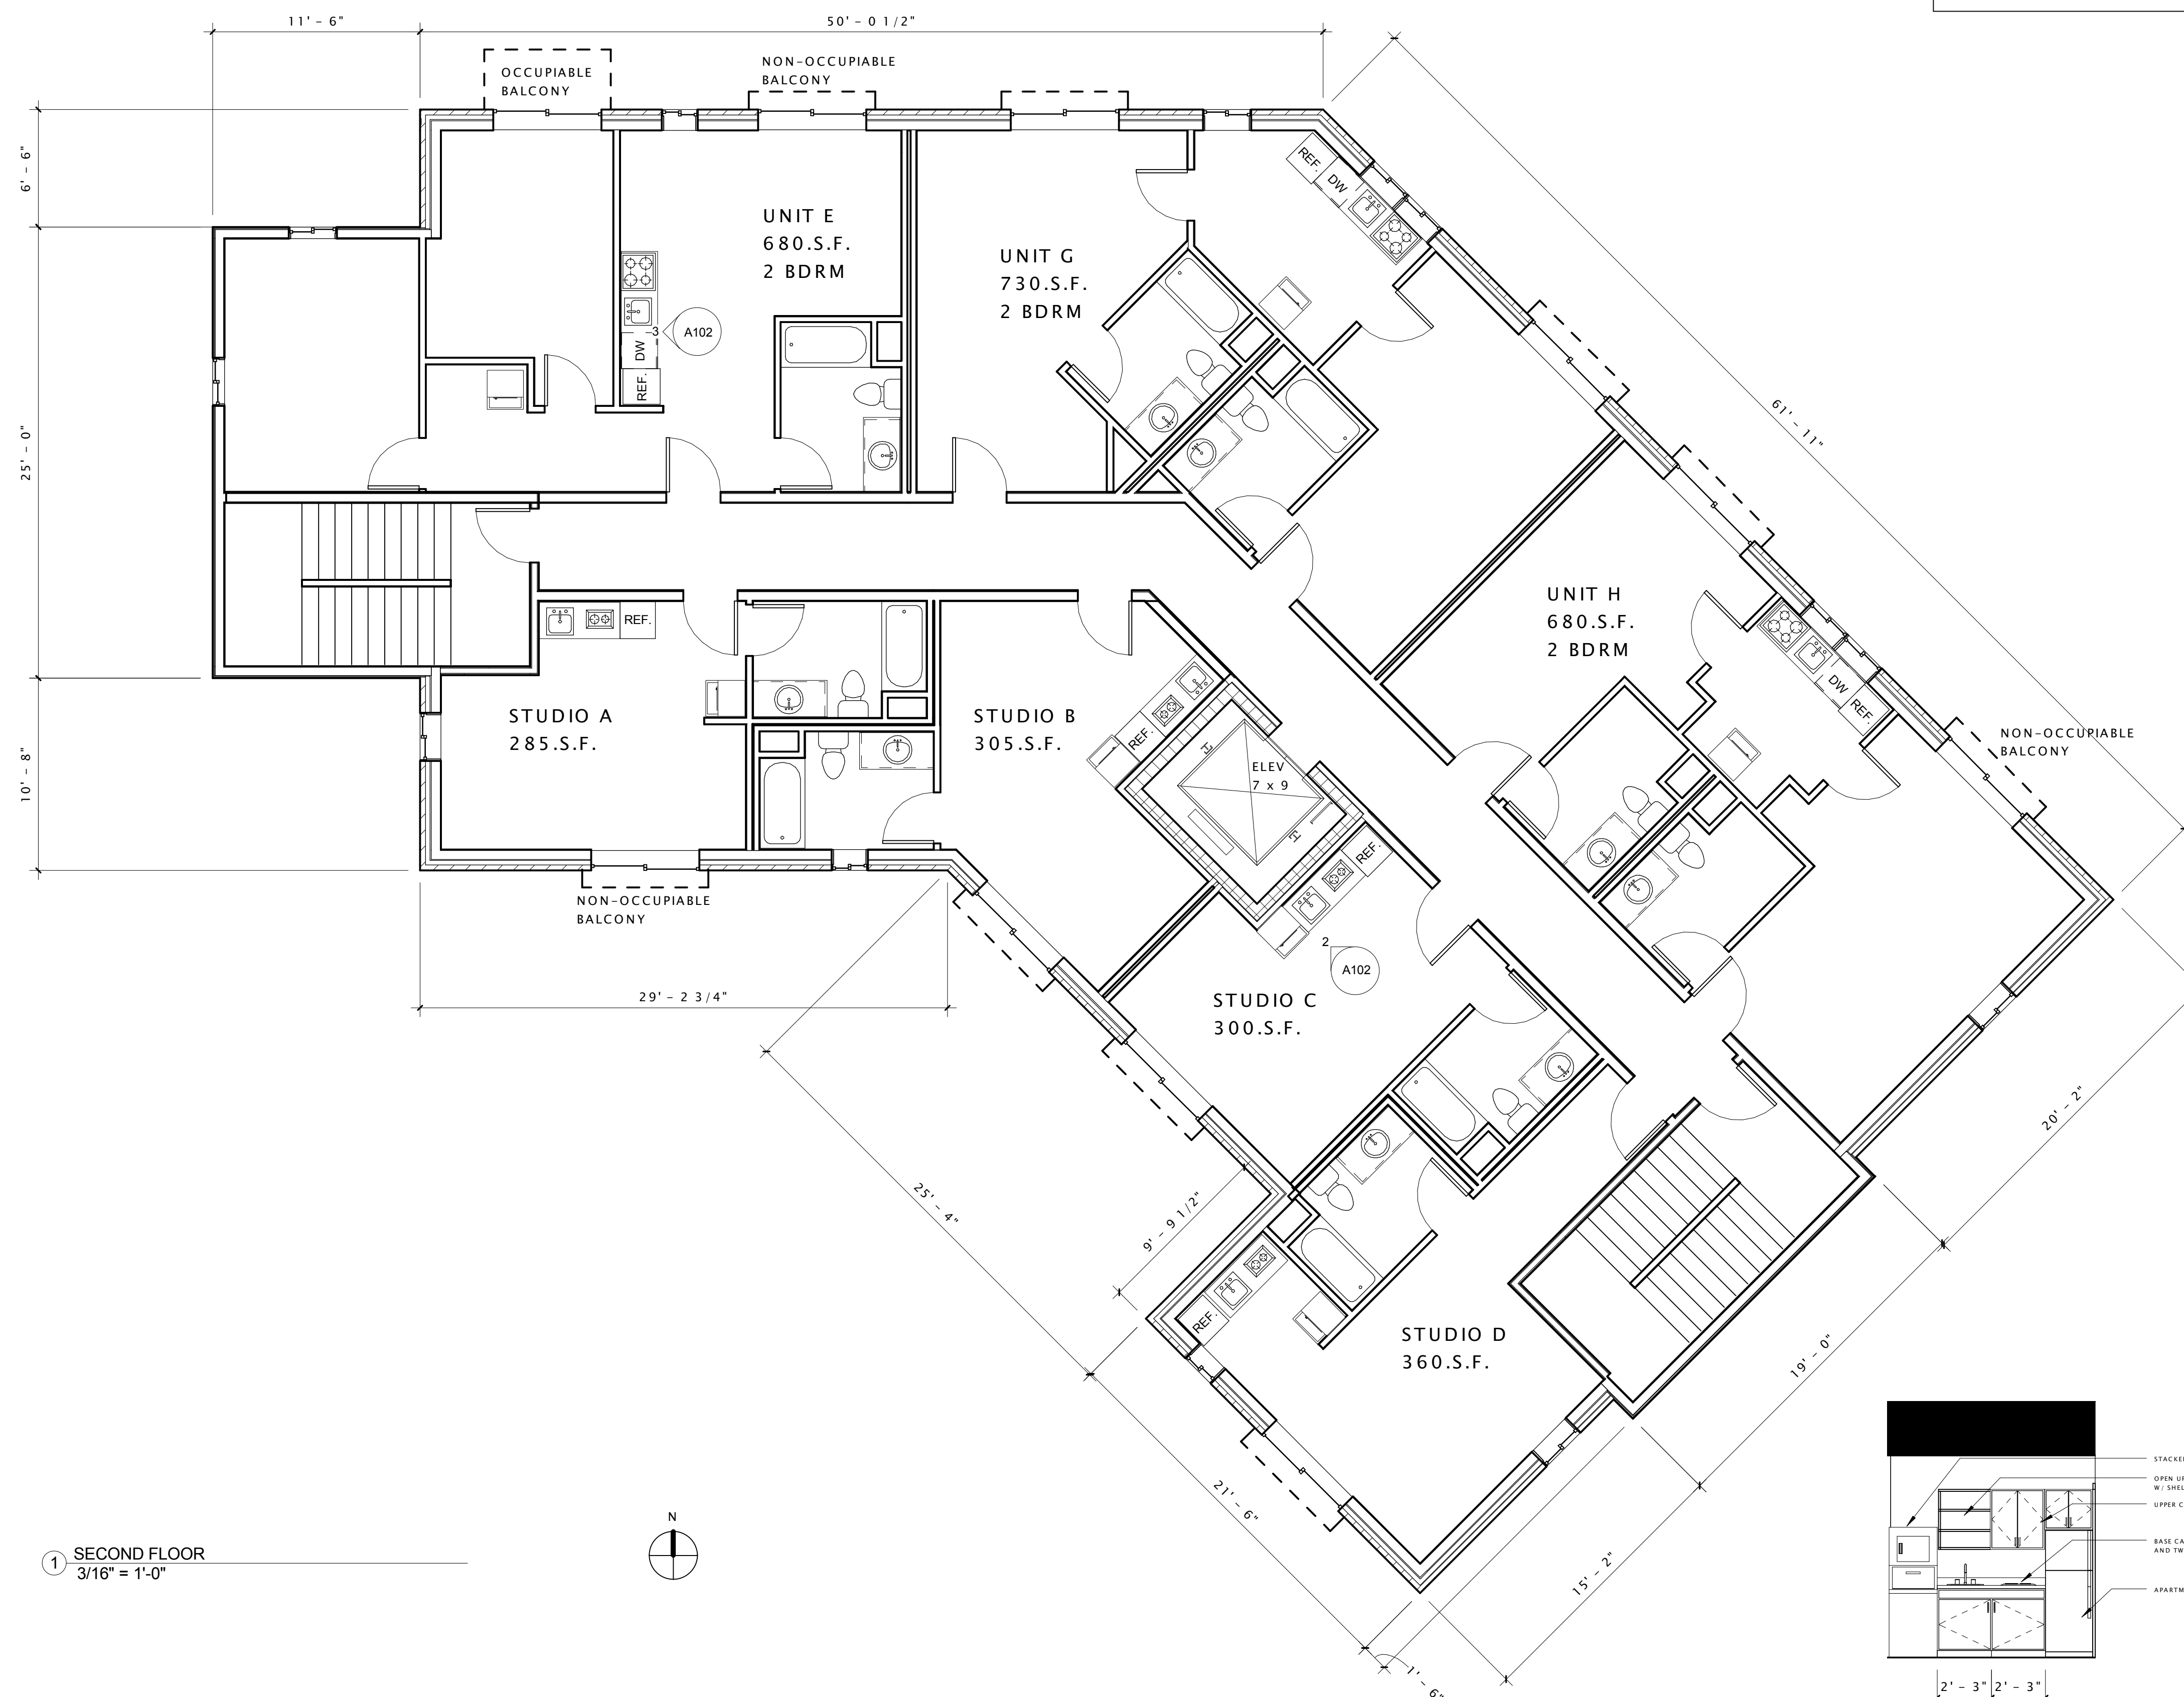 11' - 6"
50' - 0 1/2"
OCCUPIABLE
BALCONY
NON-OCCUPIABLE
BALCONY
6' - 6"
REF.
DW
UNIT E
680.S.F.
2 BDRM
UNIT G
730.S.F.
2 BDRM
3
A102
DW
REF.
61' - 11"
25' - 0"
UNIT H
680.S.F.
2 BDRM
REF.
DW
REF.
STUDIO A
285.S.F.
STUDIO B
305.S.F.
REF.
NON-OCCUPIABLE
BALCONY
ELEV
7 x 9
10' - 8"
REF.
NON-OCCUPIABLE
BALCONY
2
A102
29' - 2 3/4"
STUDIO C
300.S.F.
20' - 2"
25' - 4"
9' - 9 1/2"
REF.
STUDIO D
360.S.F.
19' - 0"
21' - 6"
15' - 2"
1' - 6"
N
1
SECOND FLOOR
3/16" = 1'-0"
OPEN
W/
UPPER
BASE
AND
2' - 3"
2' - 3"